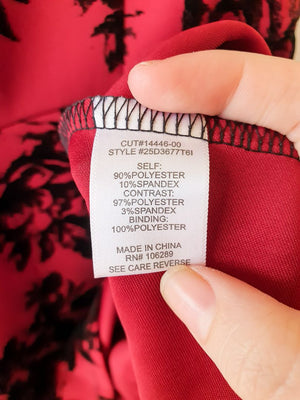 CUT#14446-00
STYLE #25D3677T6I
SELF:
90%POLYESTER
10%SPANDEX
CONTRAST:
97%POLYESTER
3%SPANDEX
BINDING:
100%POLYESTER
MADE IN CHINA
RN# 106289
SEE CARE REVERSE